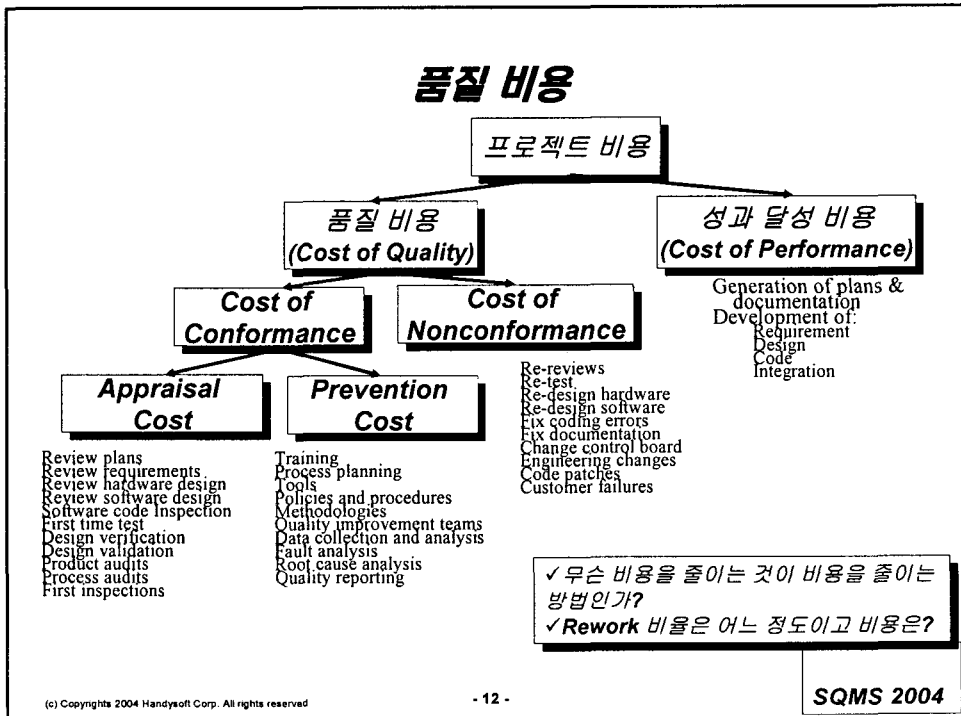 품질 비용
프로젝트 비용
품질 비용
(Cost of Quality)
성과 달성 비용
(Cost of Performance)
Generation of plans &
documentation
Development of:
Requirement
Design
Code
Integration
Cost of
Conformance
Cost of
Nonconformance
Re-reviews
Re-test
Re-design hardware
Re-design software
Fix coding errors
Fix documentation
Change control board
Engineering changes
Code patches
Customer failures
Appraisal
Cost
Review plans
Review requirements
Review hardware design
Review software design
Software code Inspection
First time test
Design verification
Design validation
Product audits
Process audits
First inspections
Prevention
Cost
Training
Process planning
Tools
Policies and procedures
Methodologies
Quality improvement teams
Data collection and analysis
Fault analysis
Root cause analysis
Quality reporting
✓무슨 비용을 줄이는 것이 비용을 줄이는
방법인가?
✓Rework 비율은 어느 정도이고 비용은?
(c) Copyrights 2004 Handysoft Corp. All rights reserved
- 12 -
SQMS 2004